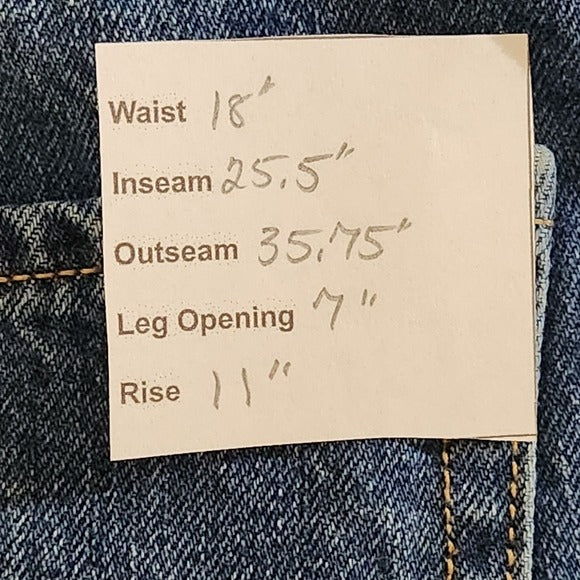 Waist 18"
Inseam 25.5"
Outseam 35.75"
Leg Opening 7"
Rise 11"